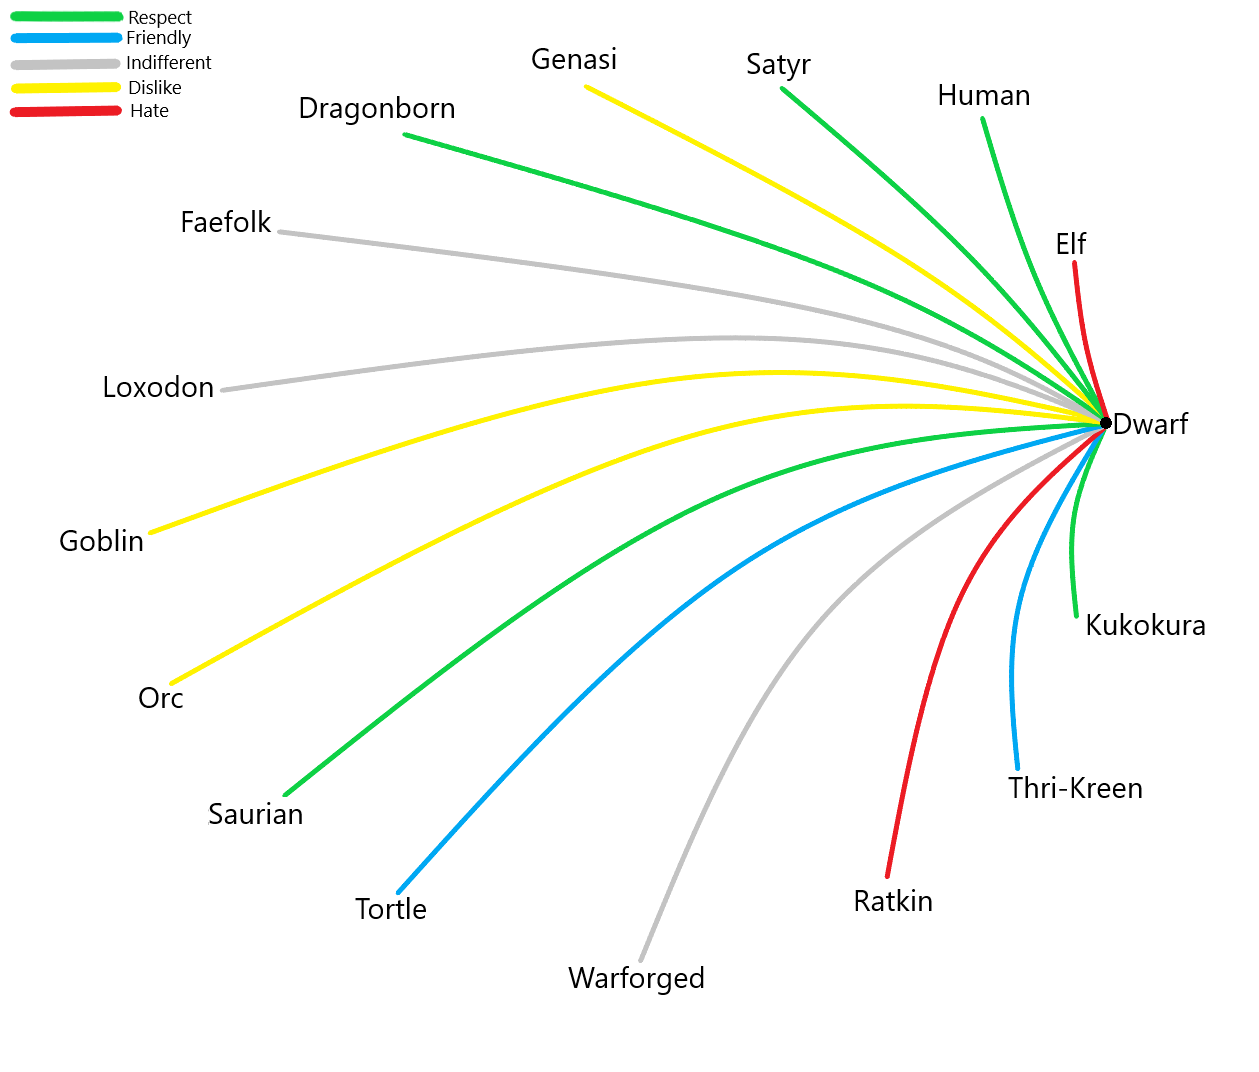 Respect
Friendly
Indifferent
Dislike
Hate
Genasi
Satyr
Human
Dragonborn
Faefolk
Elf
Loxodon
Dwarf
Goblin
Kukokura
Orc
Thri-Kreen
Saurian
Ratkin
Tortle
Warforged